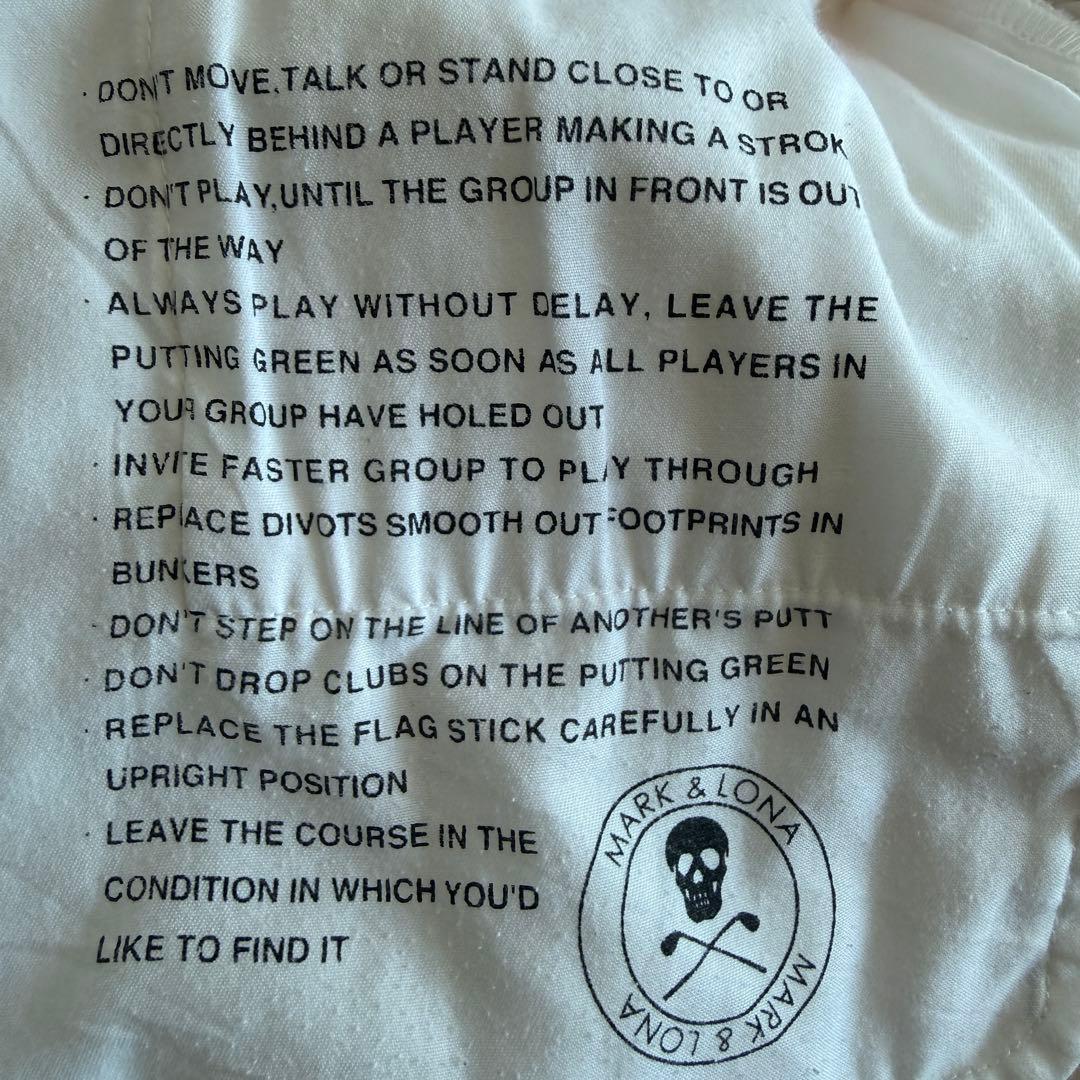 · DON'T MOVE, TALK OR STAND CLOSE TO OR
DIRECTLY BEHIND A PLAYER MAKING A STROK
· DON'T PLAY, UNTIL THE GROUP IN FRONT IS OUT
OF THE WAY
· ALWAYS PLAY WITHOUT DELAY, LEAVE THE
PUTTING GREEN AS SOON AS ALL PLAYERS IN
YOUR GROUP HAVE HOLED OUT
· INVITE FASTER GROUP TO PLAY THROUGH
· REPLACE DIVOTS SMOOTH OUT FOOTPRINTS IN
BUNKERS
· DON'T STEP ON THE LINE OF ANOTHER'S PUTT
· DON'T DROP CLUBS ON THE PUTTING GREEN
· REPLACE THE FLAG STICK CAREFULLY IN AN
UPRIGHT POSITION
· LEAVE THE COURSE IN THE
CONDITION IN WHICH YOU'D
LIKE TO FIND IT
MARK & LONA
MARK & LONA